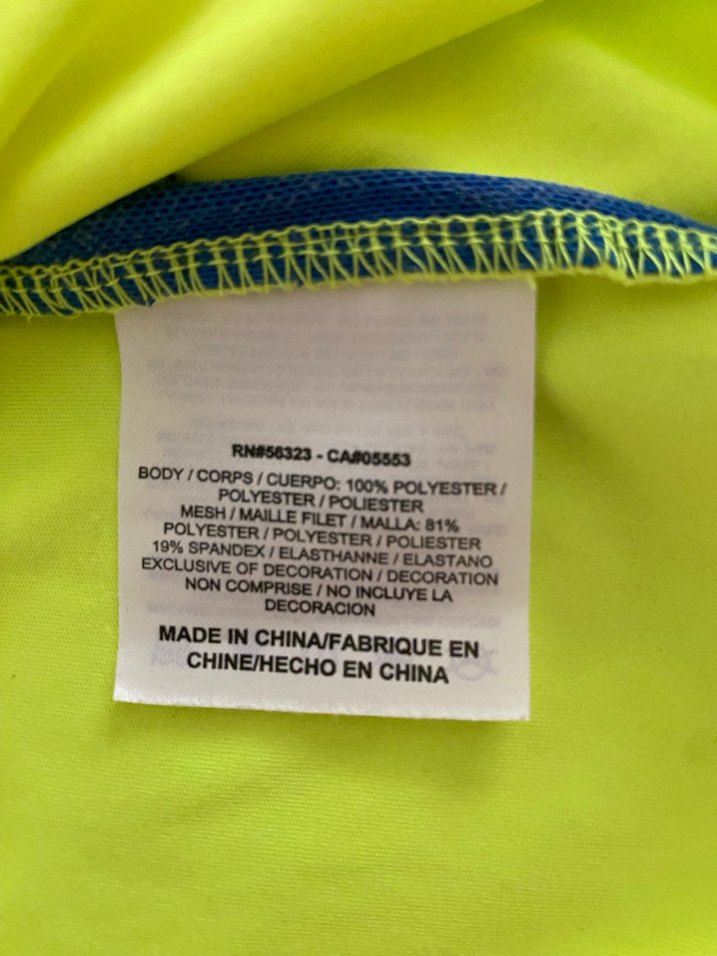 RN#56323 - CA#05553
BODY / CORPS / CUERPO: 100% POLYESTER /
POLYESTER / POLIESTER
MESH / MAILLE FILET / MALLA: 81%
POLYESTER / POLYESTER / POLIESTER
19% SPANDEX / ELASTHANNE / ELASTANO
EXCLUSIVE OF DECORATION / DECORATION
NON COMPRISE / NO INCLUYE LA
DECORACION
MADE IN CHINA/FABRIQUE EN
CHINE/HECHO EN CHINA